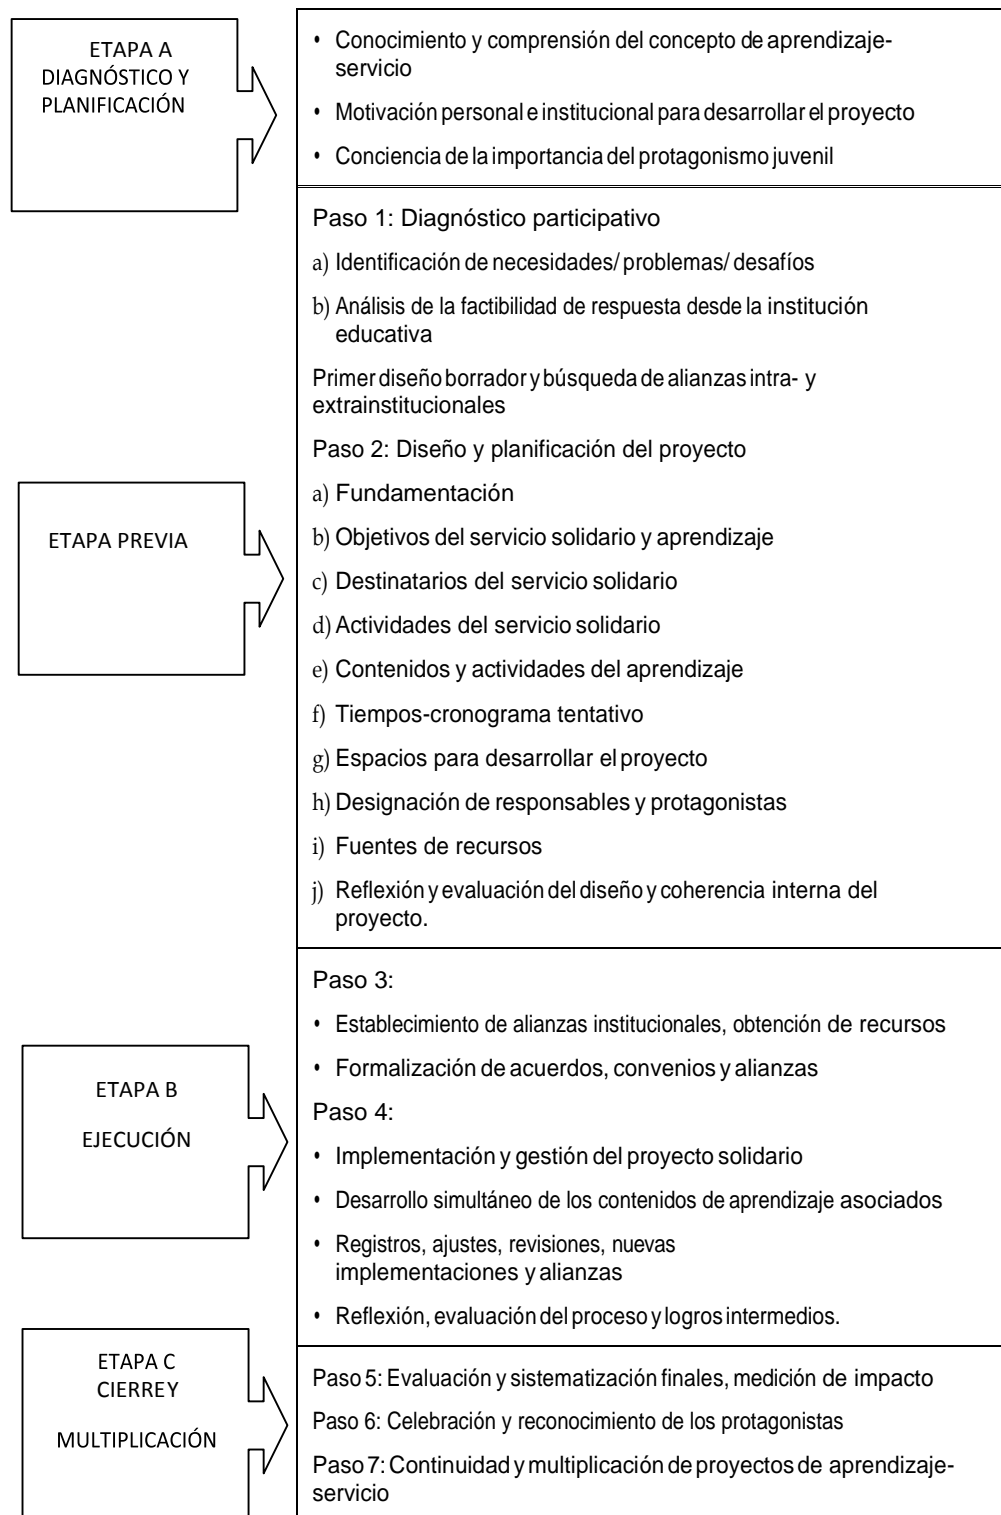 ETAPA A
DIAGNÓSTICO Y
PLANIFICACIÓN
• Conocimiento y comprensión del concepto de aprendizaje-
servicio
• Motivación personal e institucional para desarrollar el proyecto
• Conciencia de la importancia del protagonismo juvenil
ETAPA PREVIA
Paso 1: Diagnóstico participativo
a) Identificación de necesidades/ problemas/ desafíos
b) Análisis de la factibilidad de respuesta desde la institución
educativa
Primer diseño borrador y búsqueda de alianzas intra- y
extrainstitucionales
Paso 2: Diseño y planificación del proyecto
a) Fundamentación
b) Objetivos del servicio solidario y aprendizaje
c) Destinatarios del servicio solidario
d) Actividades del servicio solidario
e) Contenidos y actividades del aprendizaje
f) Tiempos-cronograma tentativo
g) Espacios para desarrollar el proyecto
h) Designación de responsables y protagonistas
i) Fuentes de recursos
j) Reflexión y evaluación del diseño y coherencia interna del
proyecto.
ETAPA B
EJECUCIÓN
Paso 3:
• Establecimiento de alianzas institucionales, obtención de recursos
• Formalización de acuerdos, convenios y alianzas
Paso 4:
• Implementación y gestión del proyecto solidario
• Desarrollo simultáneo de los contenidos de aprendizaje asociados
• Registros, ajustes, revisiones, nuevas
implementaciones y alianzas
• Reflexión, evaluación del proceso y logros intermedios.
ETAPA C
CIERREY
MULTIPLICACIÓN
Paso 5: Evaluación y sistematización finales, medición de impacto
Paso 6: Celebración y reconocimiento de los protagonistas
Paso 7: Continuidad y multiplicación de proyectos de aprendizaje-
servicio